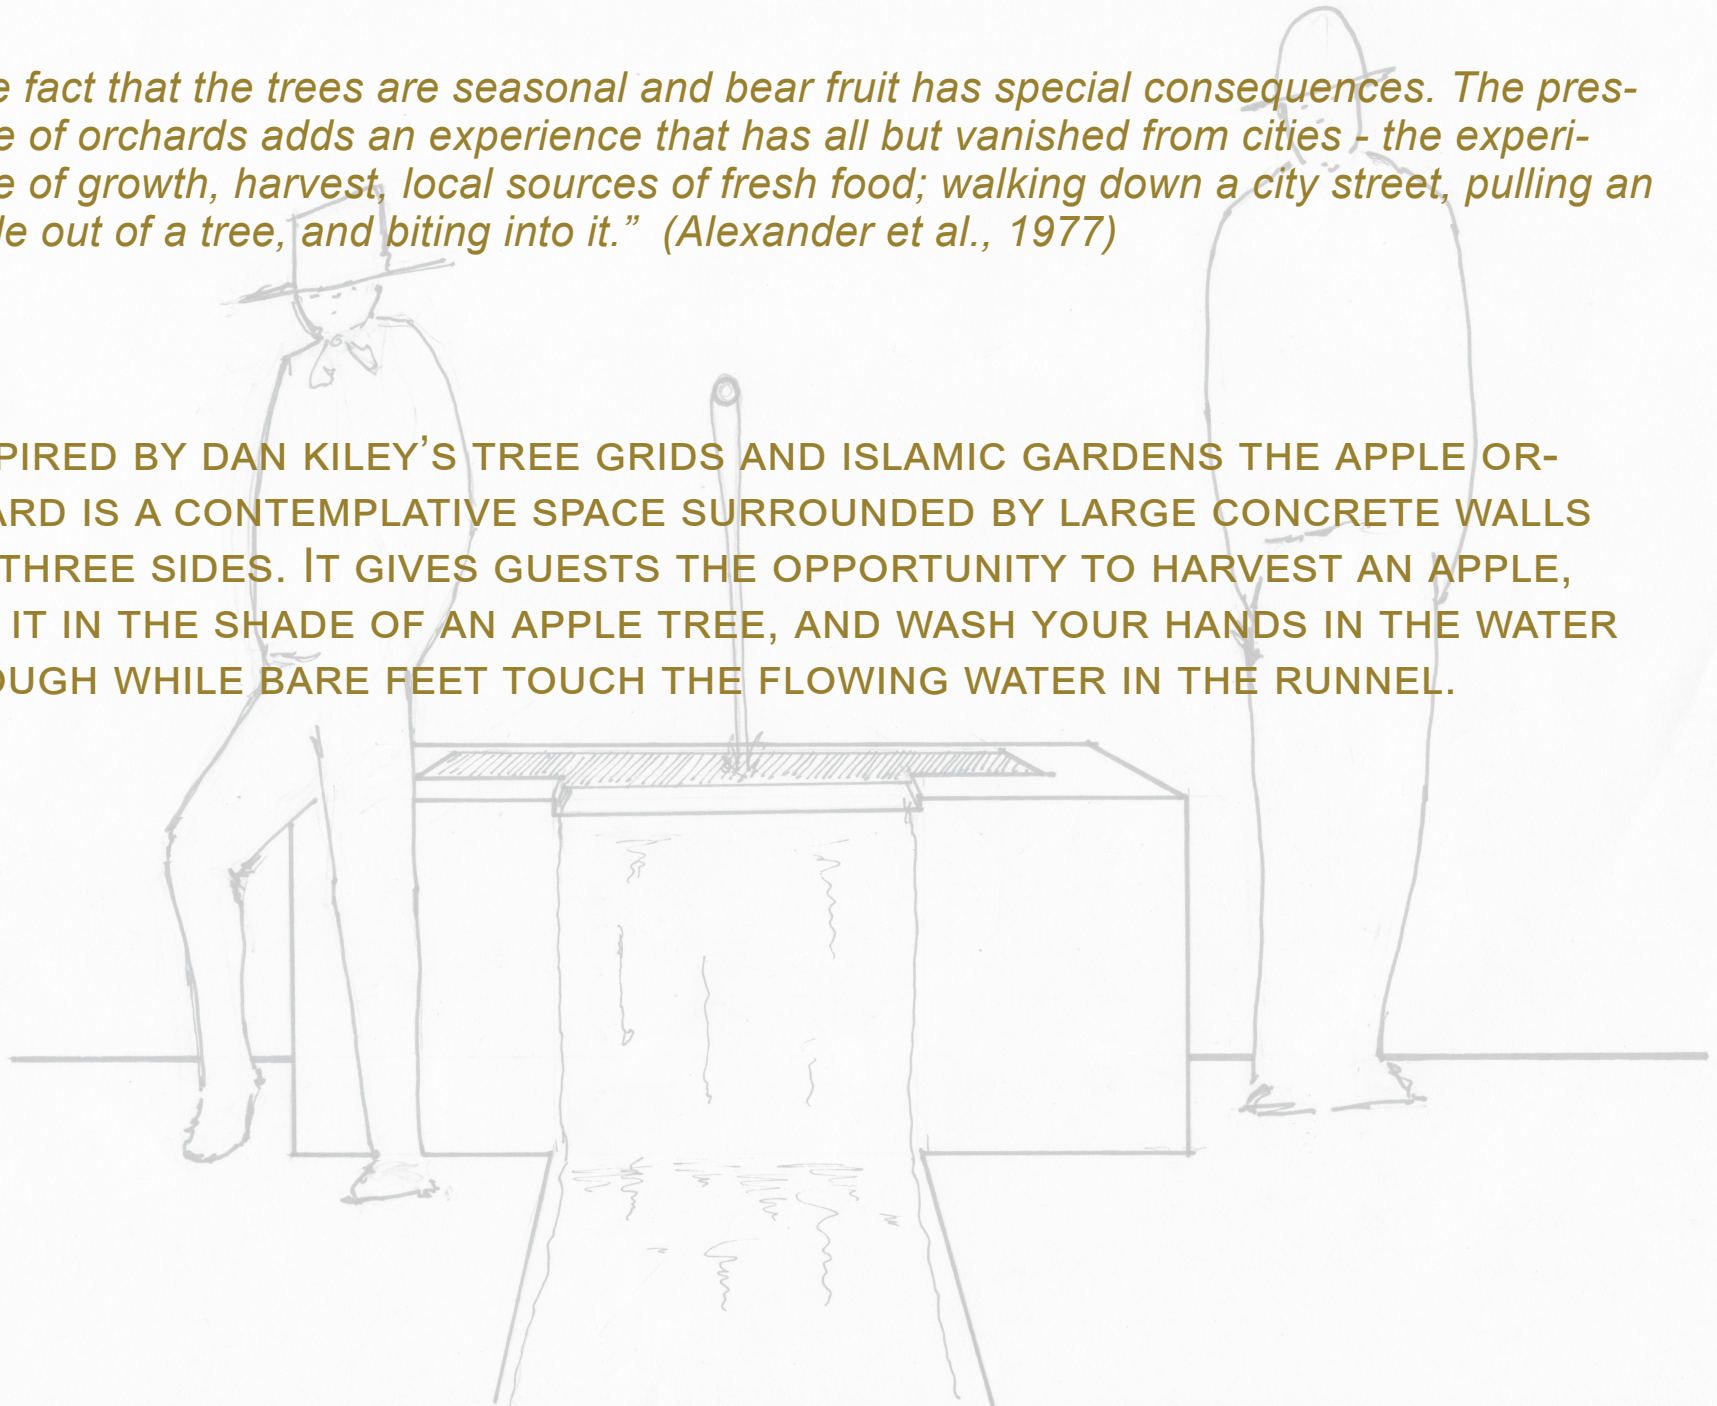 e fact that the trees are seasonal and bear fruit has special consequences. The pres-
e of orchards adds an experience that has all but vanished from cities - the experi-
e of growth, harvest, local sources of fresh food; walking down a city street, pulling an
le out of a tree, and biting into it.” (Alexander et al., 1977)
PIRED BY DAN KILEY’S TREE GRIDS AND ISLAMIC GARDENS THE APPLE OR-
ARD IS A CONTEMPLATIVE SPACE SURROUNDED BY LARGE CONCRETE WALLS
THREE SIDES. IT GIVES GUESTS THE OPPORTUNITY TO HARVEST AN APPLE,
IT IN THE SHADE OF AN APPLE TREE, AND WASH YOUR HANDS IN THE WATER
OUGH WHILE BARE FEET TOUCH THE FLOWING WATER IN THE RUNNEL.